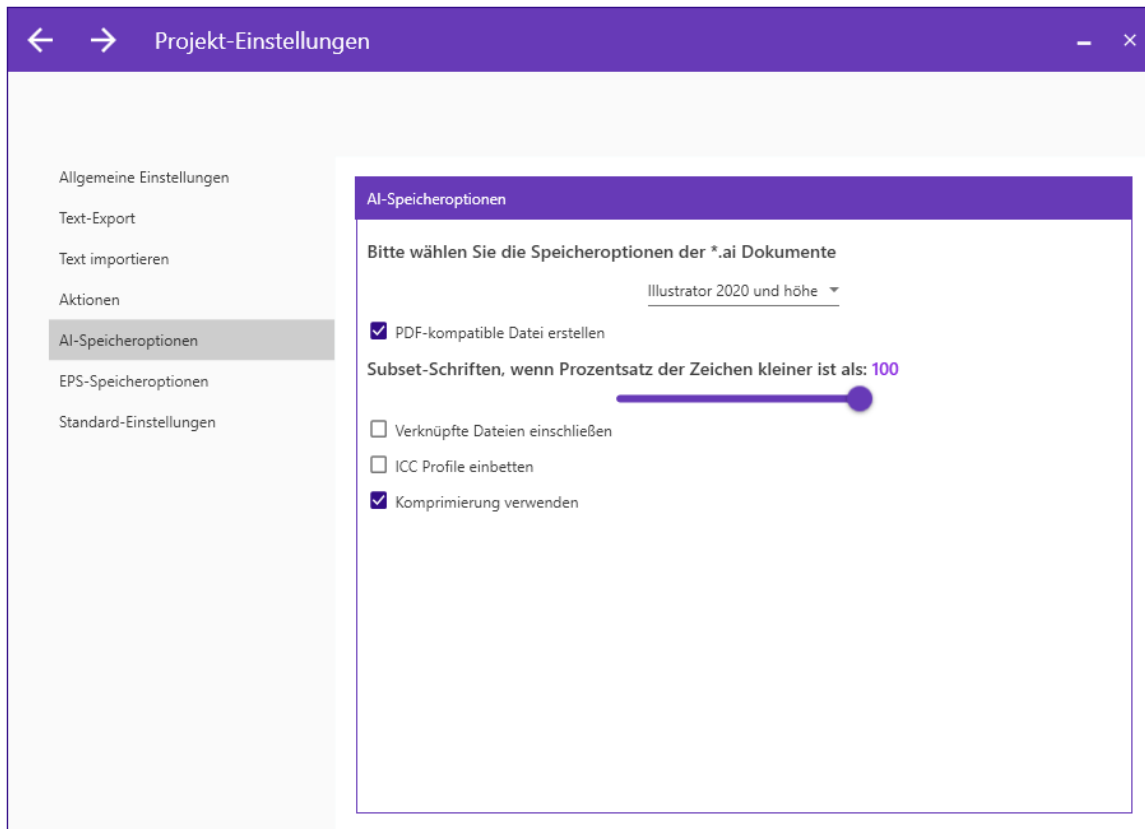 Projekt-Einstellungen
Allgemeine Einstellungen
Text-Export
Text importieren
Aktionen
AI-Speicheroptionen
EPS-Speicheroptionen
Standard-Einstellungen
AI-Speicheroptionen
Bitte wählen Sie die Speicheroptionen der *.ai Dokumente
Illustrator 2020 und höhe
PDF-kompatible Datei erstellen
Subset-Schriften, wenn Prozentsatz der Zeichen kleiner ist als: 100
Verknüpfte Dateien einschließen
ICC Profile einbetten
Komprimierung verwenden